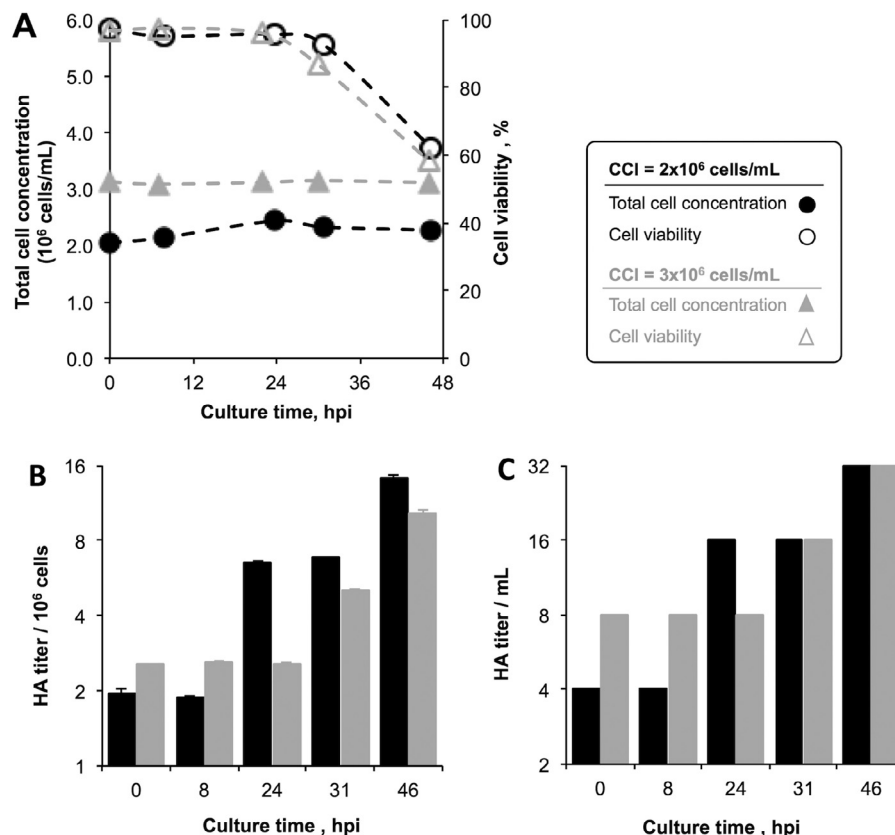 A
Total cell concentration
(10⁶ cells/mL)
6.0
5.0
4.0
3.0
2.0
1.0
0.0
0 12 24 36 48
Culture time, hpi
100
80
60
40
20
0
Cell viability , %
CCI = 2x10⁶ cells/mL
Total cell concentration
Cell viability
CCI = 3x10⁶ cells/mL
Total cell concentration
Cell viability
B
HA titer / 10⁶ cells
16
8
4
2
1
0 8 24 31 46
Culture time , hpi
C
HA titer / mL
32
16
8
4
2
0 8 24 31 46
Culture time , hpi